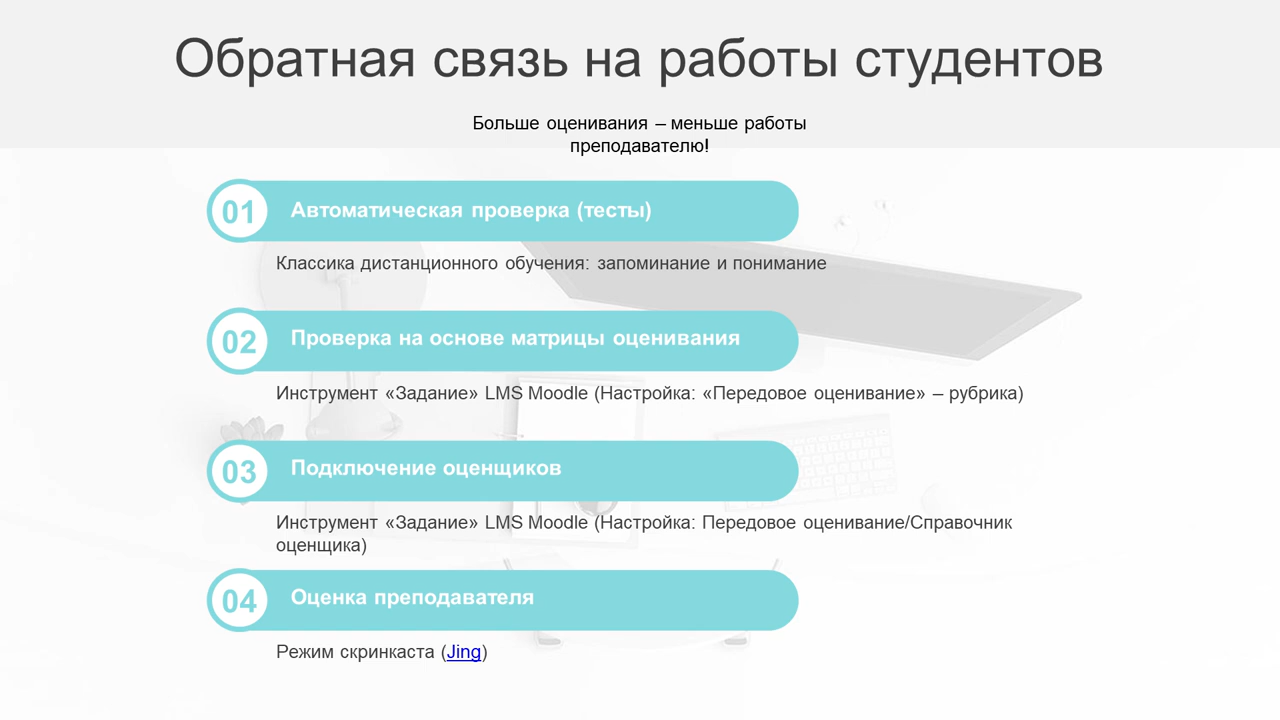 Обратная связь на работы студентов
Больше оценивания – меньше работы
преподавателю!
01
Автоматическая проверка (тесты)
Классика дистанционного обучения: запоминание и понимание
02
Проверка на основе матрицы оценивания
Инструмент «Задание» LMS Moodle (Настройка: «Передовое оценивание» – рубрика)
03
Подключение оценщиков
Инструмент «Задание» LMS Moodle (Настройка: Передовое оценивание/Справочник
оценщика)
04
Оценка преподавателя
Режим скринкаста (Jing)